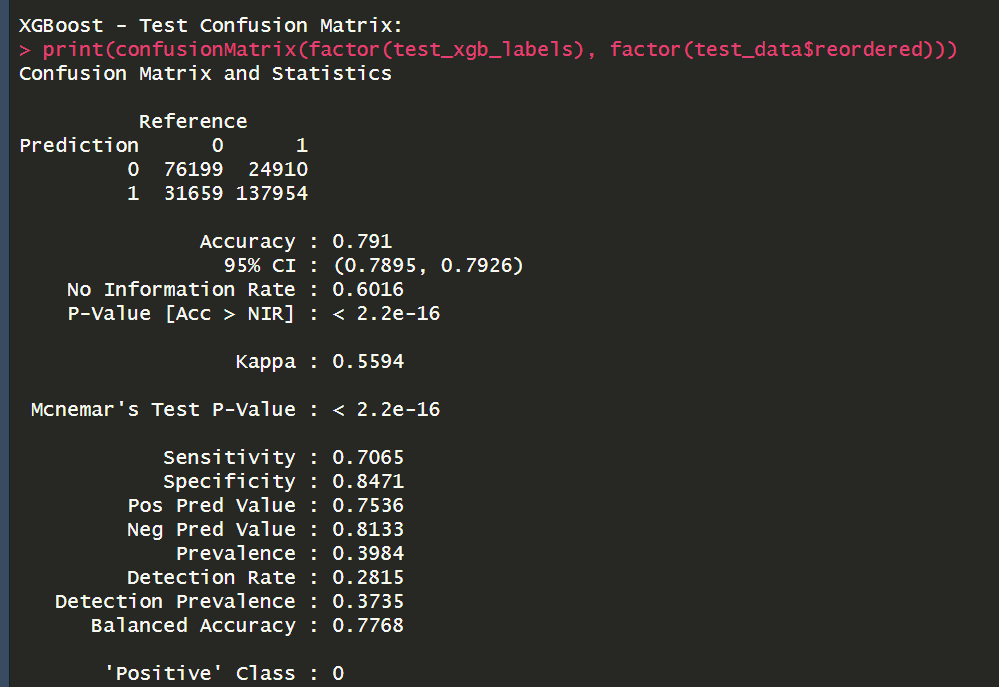 XGBoost - Test Confusion Matrix:
> print(confusionMatrix(factor(test_xgb_labels), factor(test_data$reordered)))
Confusion Matrix and Statistics
Reference
Prediction 0 1
0 76199 24910
1 31659 137954
Accuracy : 0.791
95% CI : (0.7895, 0.7926)
No Information Rate : 0.6016
P-Value [Acc > NIR] : < 2.2e-16
Kappa : 0.5594
Mcnemar's Test P-Value : < 2.2e-16
Sensitivity : 0.7065
Specificity : 0.8471
Pos Pred Value : 0.7536
Neg Pred Value : 0.8133
Prevalence : 0.3984
Detection Rate : 0.2815
Detection Prevalence : 0.3735
Balanced Accuracy : 0.7768
'Positive' Class : 0